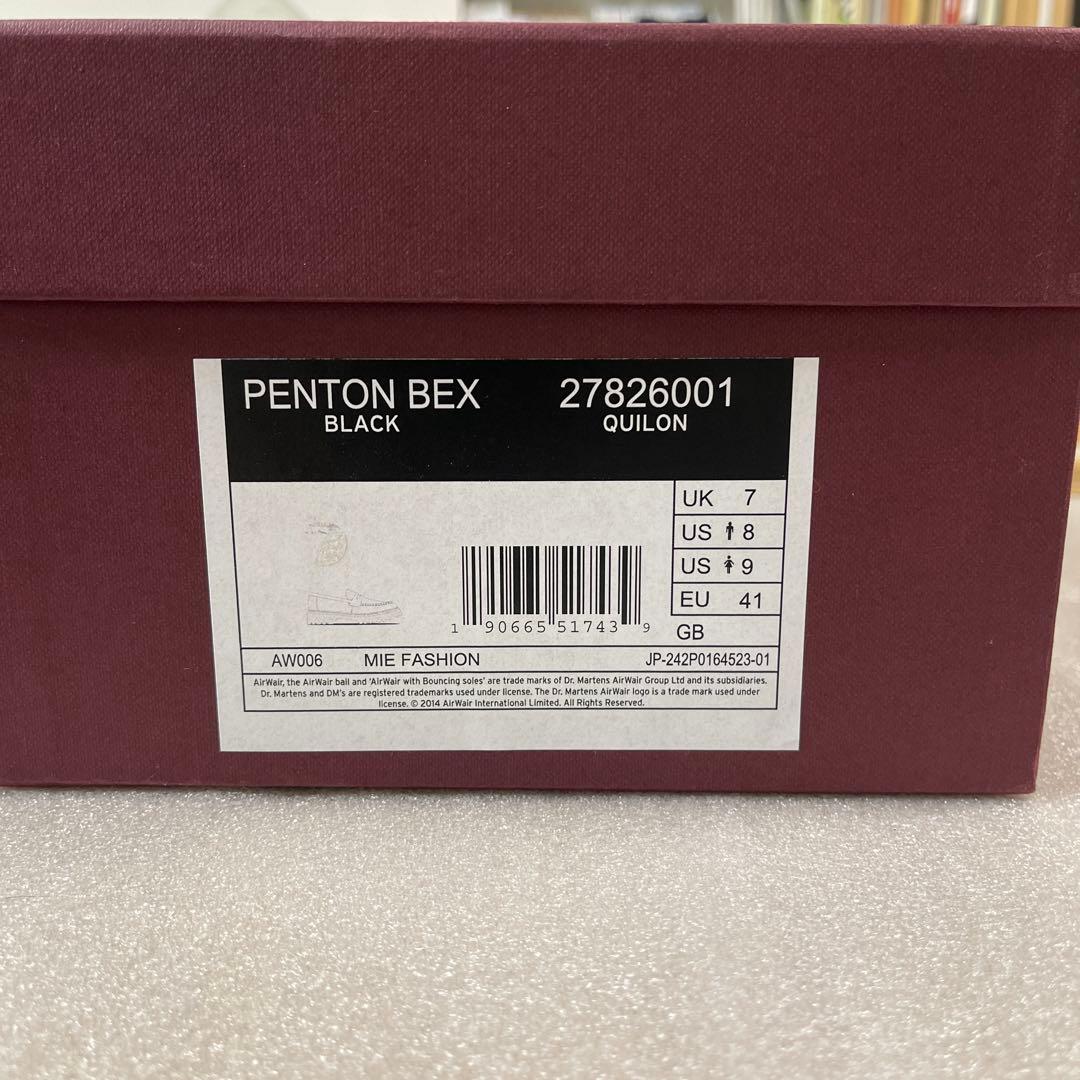 PENTON BEX 27826001
BLACK QUILON
UK 7
US 8
US 9
EU 41
GB
1 90665 51743 9
AW006 MIE FASHION JP-242P0164523-01
AirWair, the AirWair ball and 'AirWair with Bouncing soles' are trade marks of Dr. Martens AirWair Group Ltd and its subsidiaries.
Dr. Martens and DM's are registered trademarks used under license. The Dr. Martens AirWair logo is a trade mark used under
license. © 2014 AirWair International Limited. All Rights Reserved.